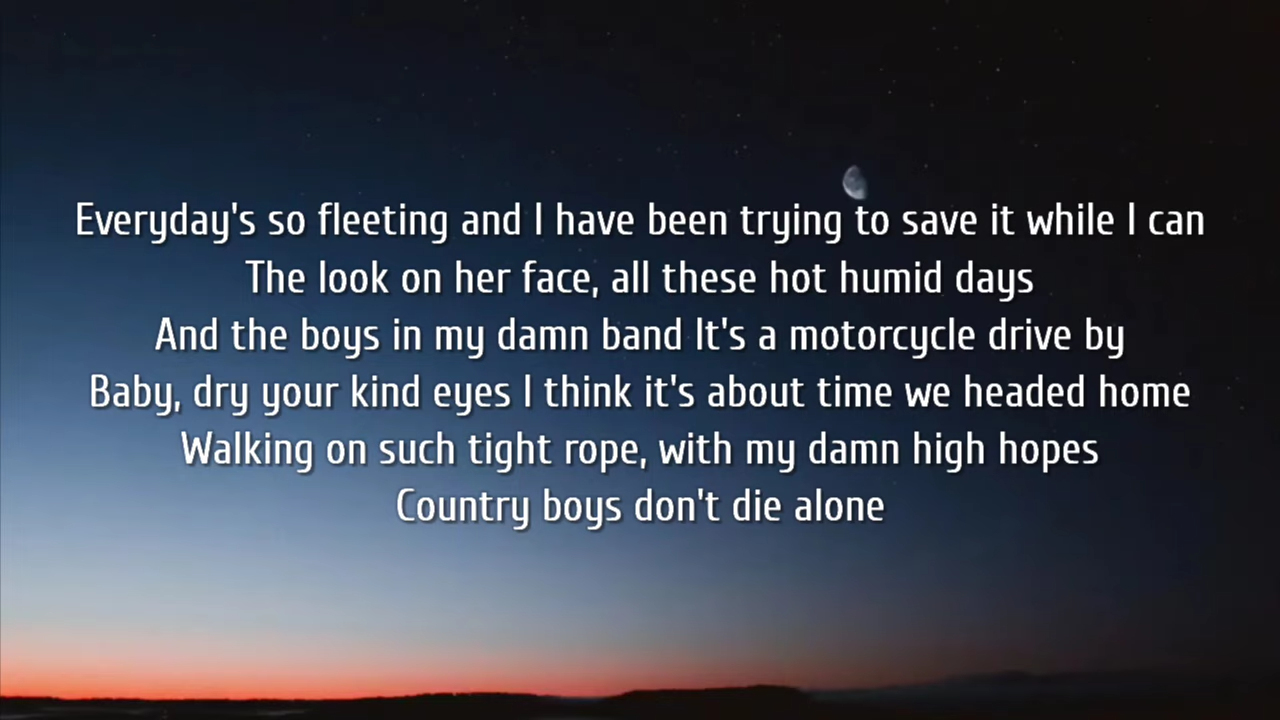 Everyday's so fleeting and I have been trying to save it while I can
The look on her face, all these hot humid days
And the boys in my damn band It's a motorcycle drive by
Baby, dry your kind eyes I think it's about time we headed home
Walking on such tight rope, with my damn high hopes
Country boys don't die alone